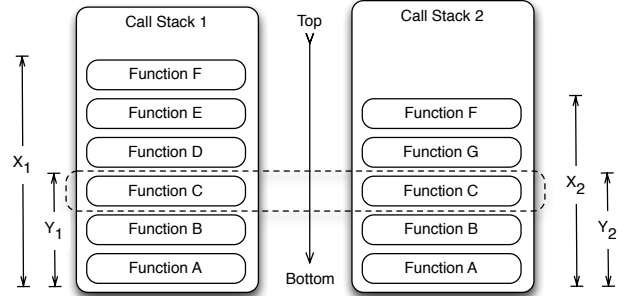 Call Stack 1
Function F
Function E
Function D
Function C
Function B
Function A
X1
Y1
Top
Bottom
Call Stack 2
Function F
Function G
Function C
Function B
Function A
X2
Y2